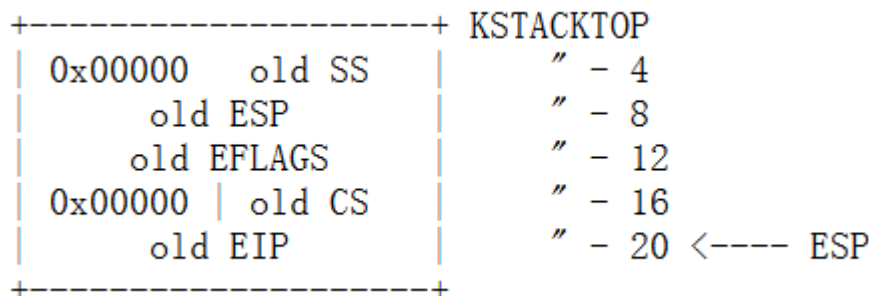 +--------------------+ KSTACKTOP
| 0x00000   old SS   |     " - 4
|      old ESP       |     " - 8
|     old EFLAGS     |     " - 12
| 0x00000 | old CS   |     " - 16
|      old EIP       |     " - 20 <---- ESP
+--------------------+